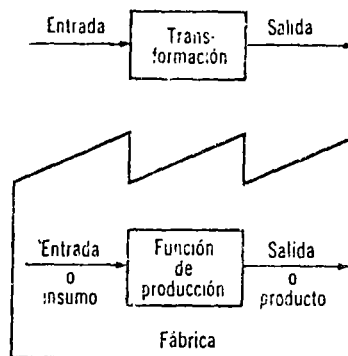 Entrada
Trans-
formación
Salida
Entrada
o
insumo
Función
de
producción
Salida
o
producto
Fábrica